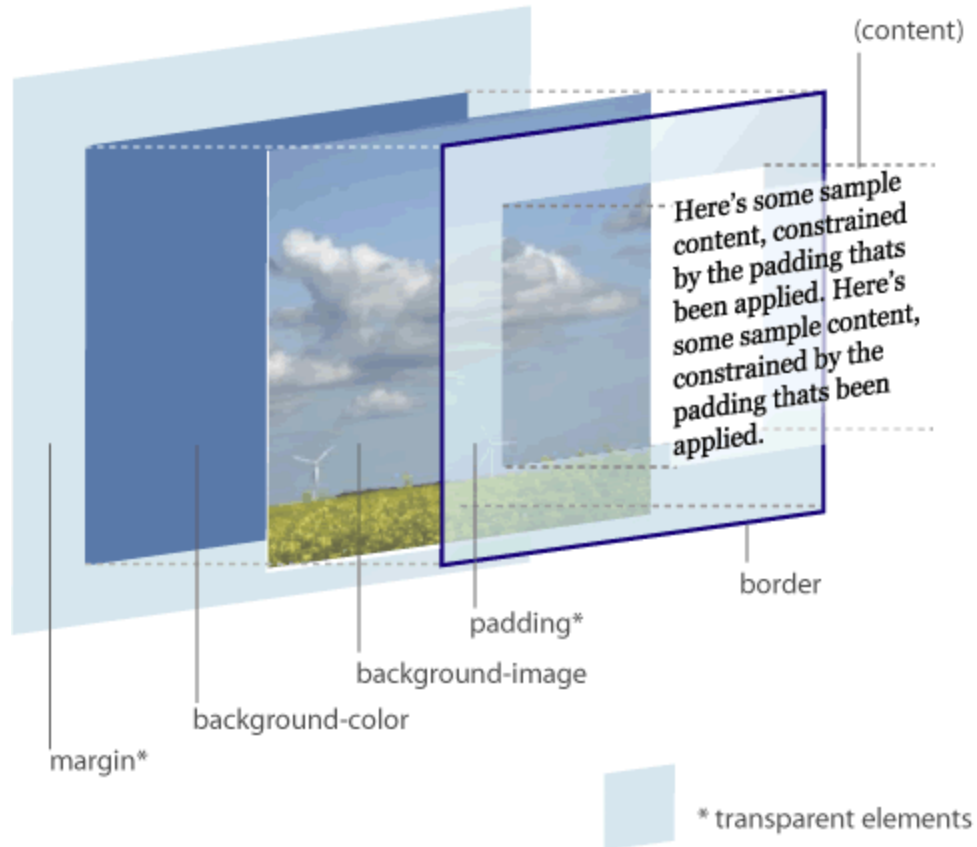 (content)
Here's some sample
content, constrained
by the padding thats
been applied. Here's
some sample content,
constrained by the
padding thats been
applied.
border
padding*
background-image
background-color
margin*
* transparent elements